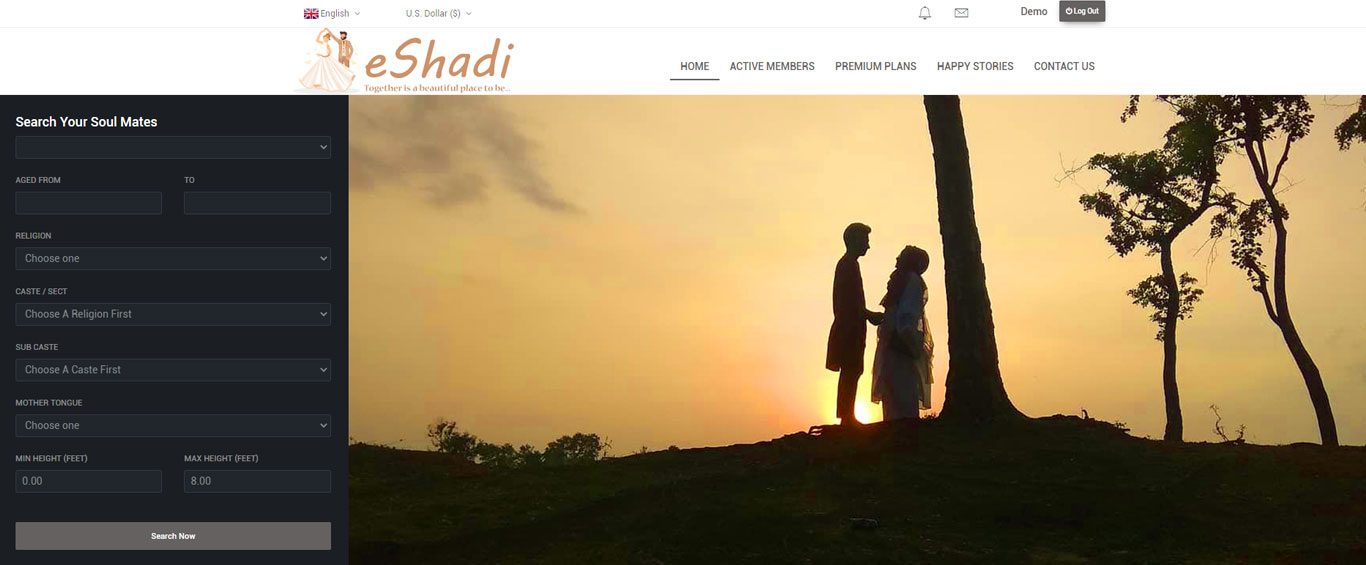 English
U.S. Dollar ($)
Demo
Log Out
eShadi
Together is a beautiful place to be...
HOME
ACTIVE MEMBERS
PREMIUM PLANS
HAPPY STORIES
CONTACT US
Search Your Soul Mates
AGED FROM
TO
RELIGION
Choose one
CASTE / SECT
Choose A Religion First
SUB CASTE
Choose A Caste First
MOTHER TONGUE
Choose one
MIN HEIGHT (FEET)
MAX HEIGHT (FEET)
0.00
8.00
Search Now